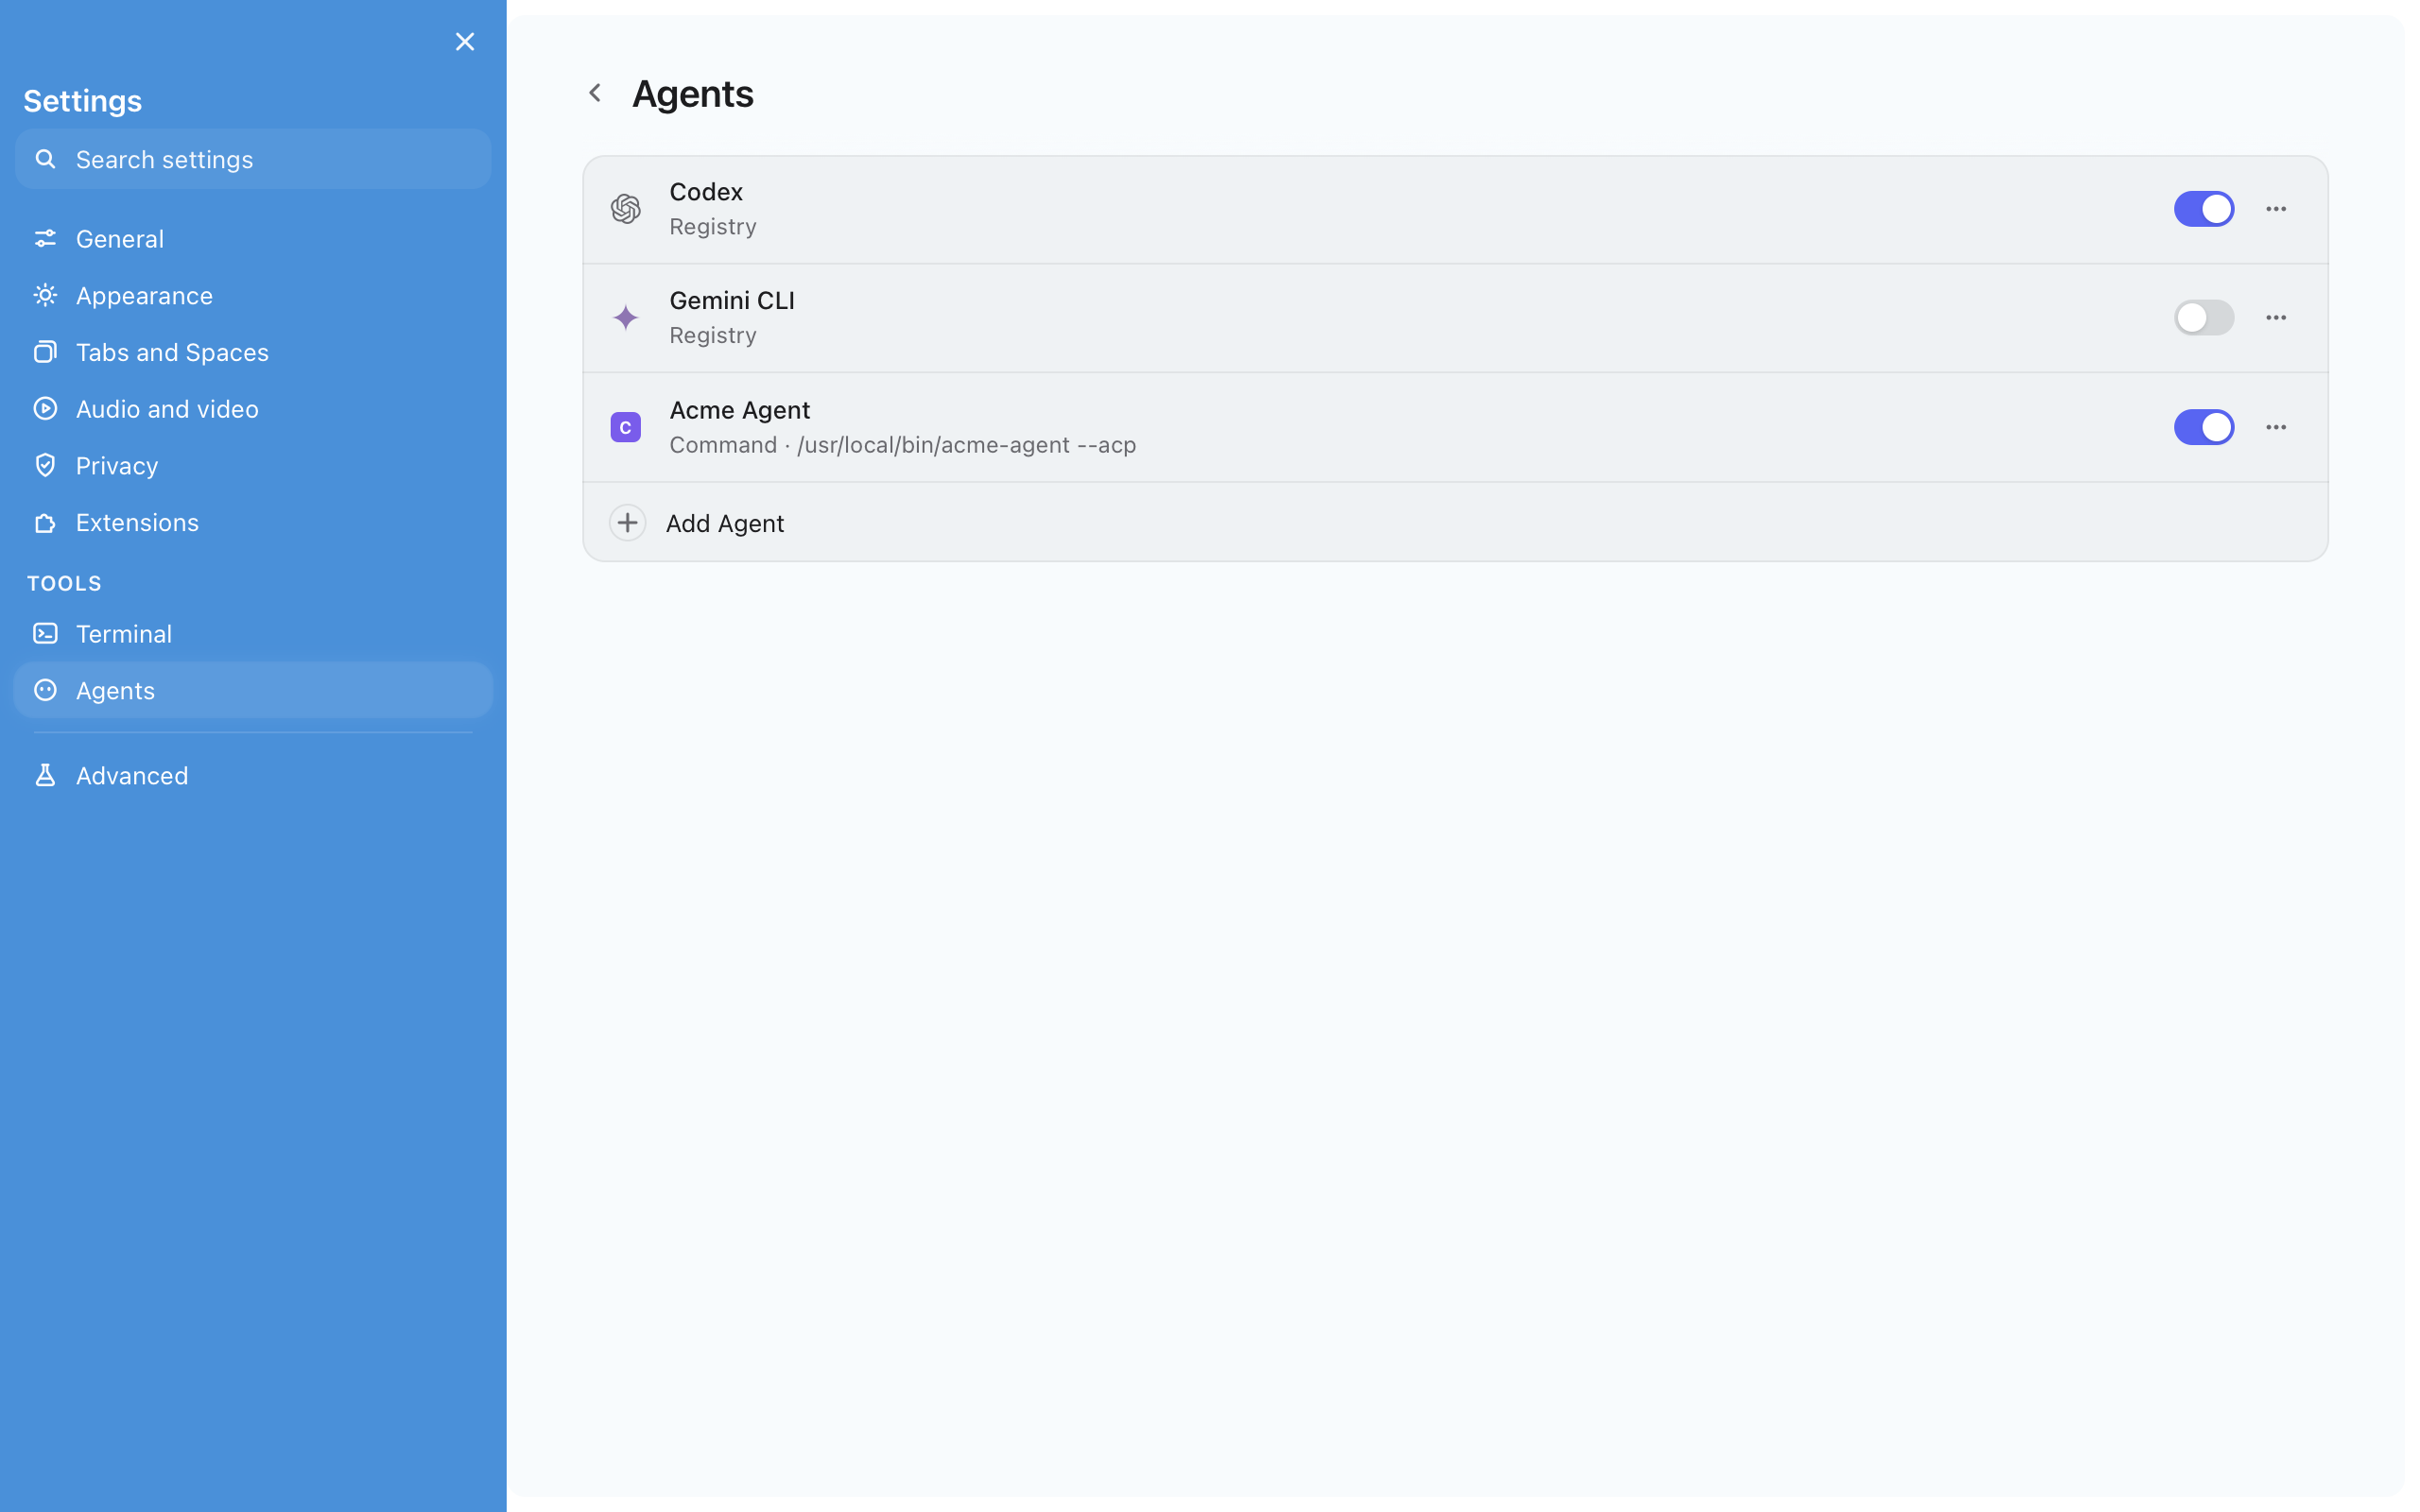 Settings
Search settings
General
Appearance
Tabs and Spaces
Audio and video
Privacy
Extensions
TOOLS
Terminal
Agents
Advanced
Agents
Codex
Registry
Gemini CLI
Registry
C
Acme Agent
Command · /usr/local/bin/acme-agent --acp
Add Agent